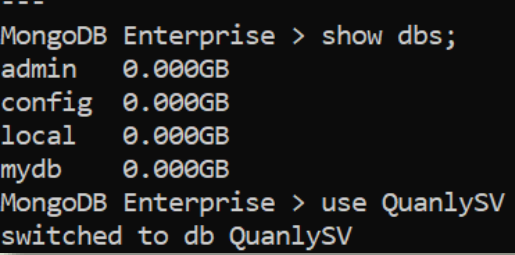 ---
MongoDB Enterprise > show dbs;
admin   0.000GB
config  0.000GB
local   0.000GB
mydb    0.000GB
MongoDB Enterprise > use QuanlySV
switched to db QuanlySV